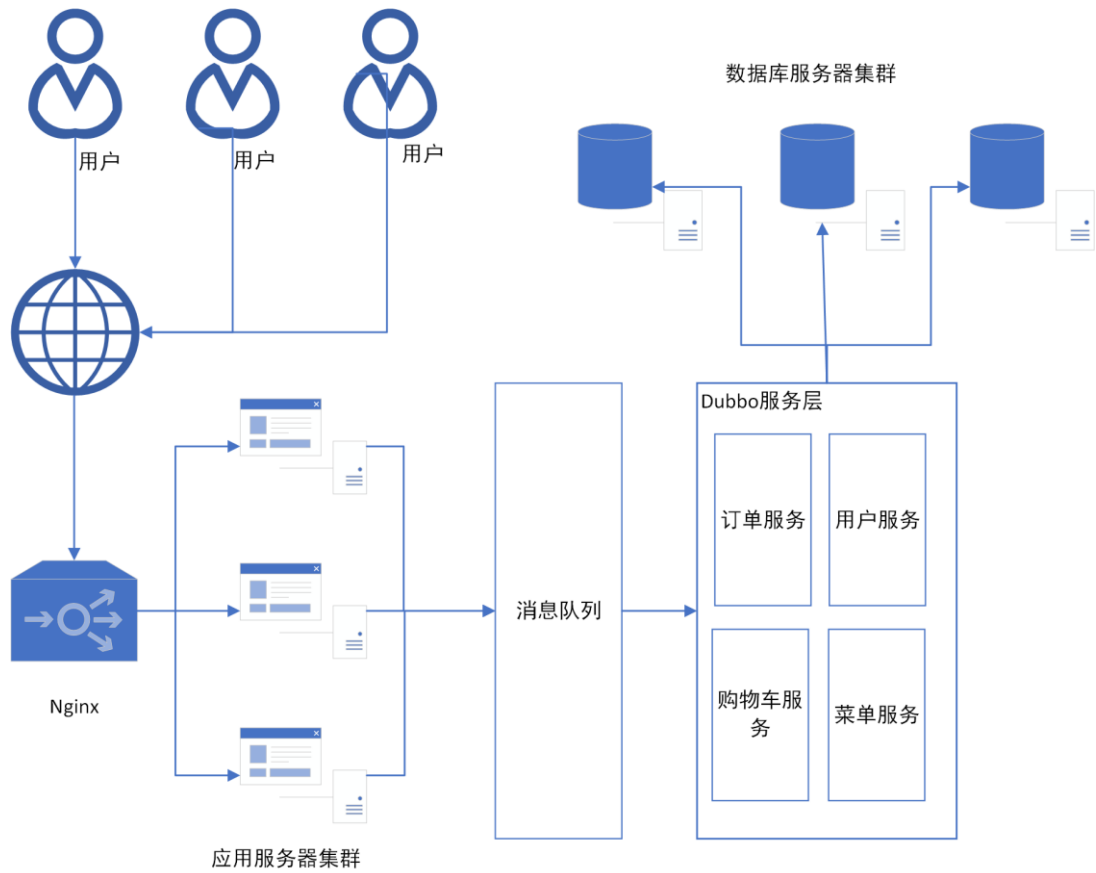 用户
用户
用户
数据库服务器集群
Dubbo服务层
订单服务
用户服务
消息队列
购物车服
务
菜单服务
Nginx
应用服务器集群